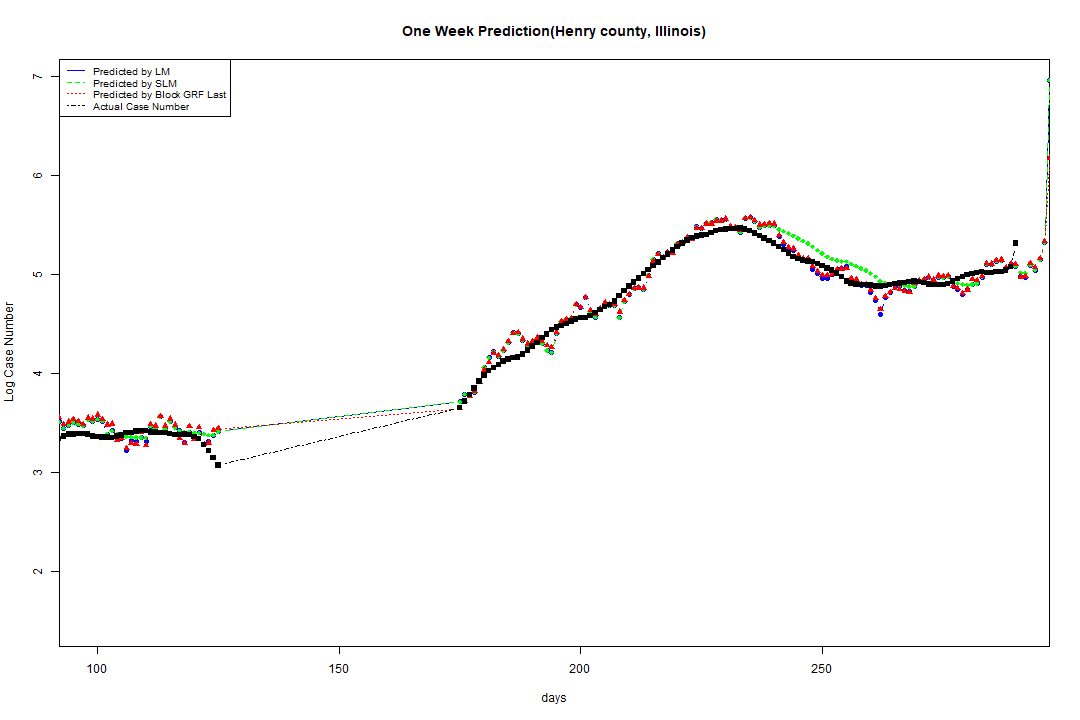 One Week Prediction(Henry county, Illinois)
Predicted by LM
Predicted by SLM
Predicted by Block GRF Last
Actual Case Number
7
6
5
4
3
2
Log Case Number
100 150 200 250
days